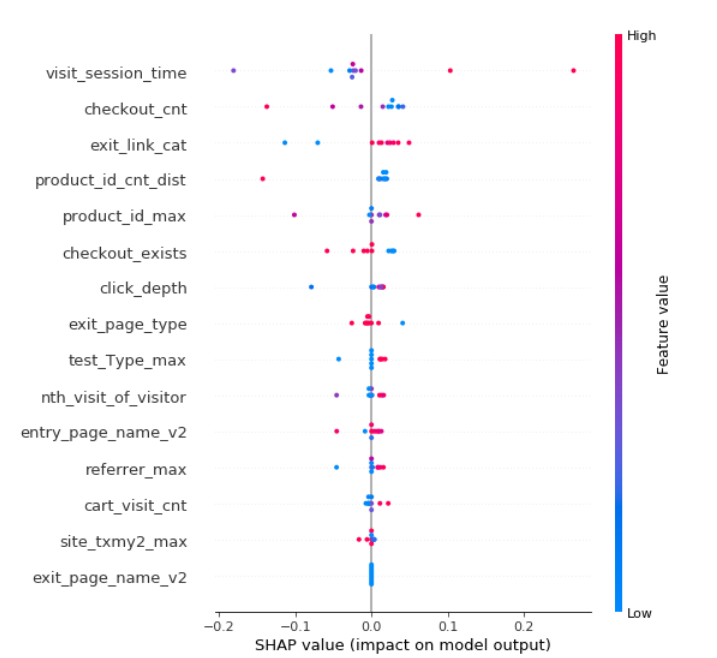 High
visit_session_time
checkout_cnt
exit_link_cat
product_id_cnt_dist
product_id_max
checkout_exists
click_depth
exit_page_type
test_Type_max
nth_visit_of_visitor
entry_page_name_v2
referrer_max
cart_visit_cnt
site_txmy2_max
exit_page_name_v2
Feature value
Low
−0.2 −0.1 0.0 0.1 0.2
SHAP value (impact on model output)